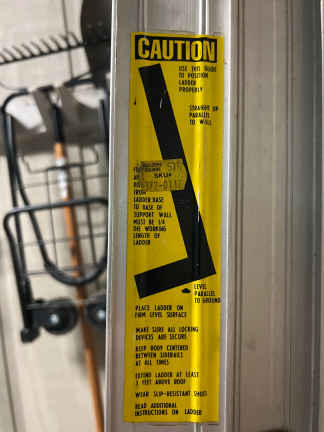 CAUTION
USE THIS GUIDE
TO POSITION
LADDER
PROPERLY
STRAIGHT UP
PARALLEL
TO WALL
SKU#
FROM
LADDER BASE
TO BASE OF
SUPPORT WALL
MUST BE 1/4
THE WORKING
LENGTH OF
LADDER
LEVEL
PARALLEL
TO GROUND
PLACE LADDER ON
FIRM LEVEL SURFACE
MAKE SURE ALL LOCKING
DEVICES ARE SECURE
KEEP BODY CENTERED
BETWEEN SIDERAILS
AT ALL TIMES
EXTEND LADDER AT LEAST
3 FEET ABOVE ROOF
WEAR SLIP-RESISTANT SHOES
READ ADDITIONAL
INSTRUCTIONS ON LADDER